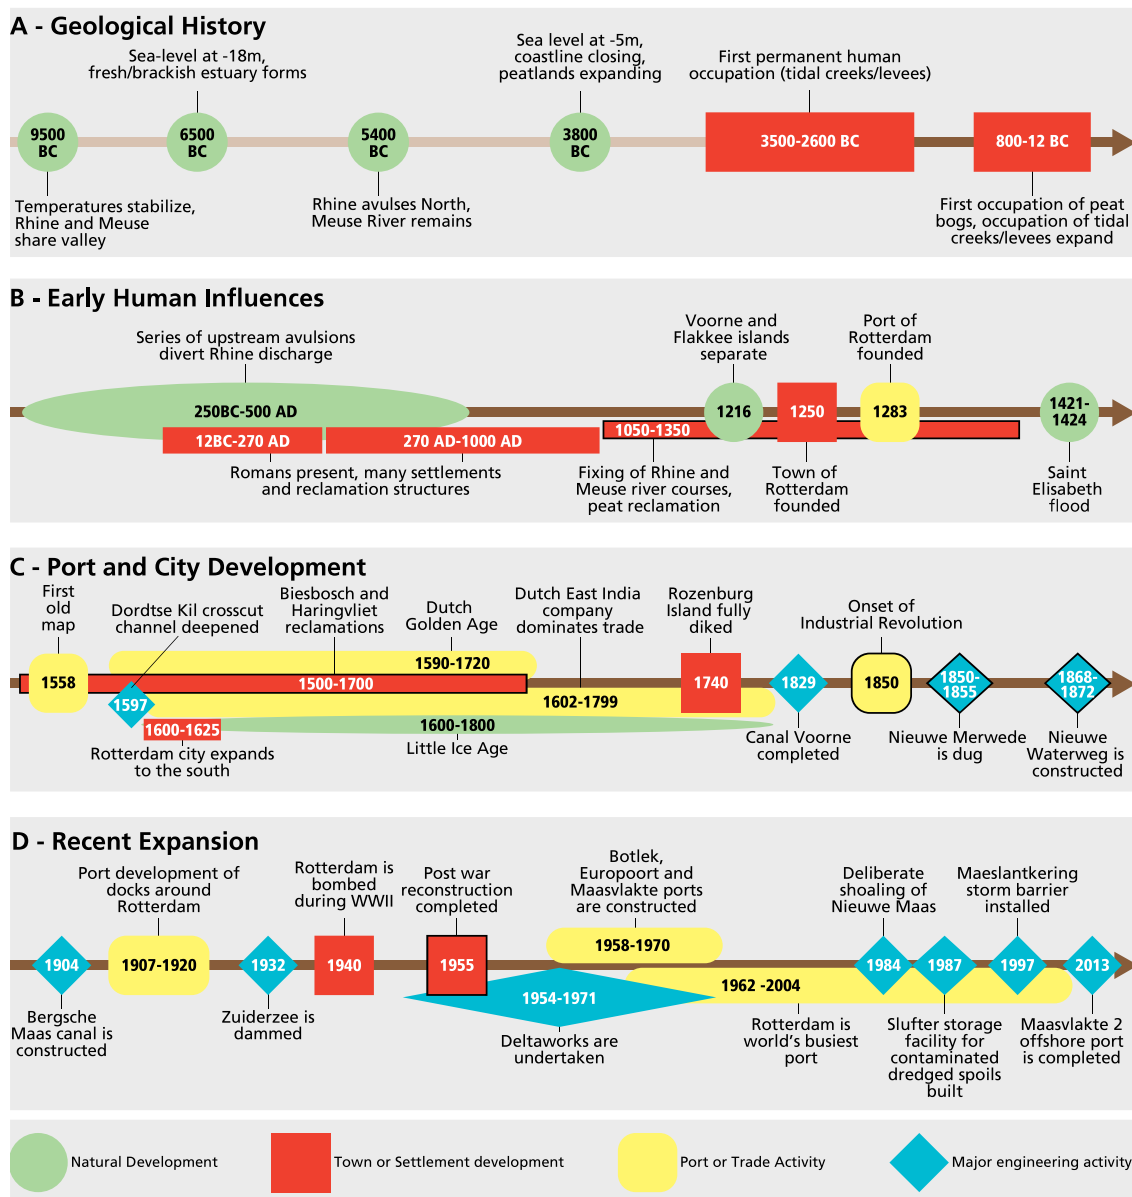 A - Geological History
Sea-level at -18m,
fresh/brackish estuary forms
Sea level at -5m,
coastline closing,
peatlands expanding
First permanent human
occupation (tidal creeks/levees)
9500
BC
6500
BC
5400
BC
3800
BC
3500-2600 BC
800-12 BC
Temperatures stabilize,
Rhine and Meuse
share valley
Rhine avulses North,
Meuse River remains
First occupation of peat
bogs, occupation of tidal
creeks/levees expand
B - Early Human Influences
Series of upstream avulsions
divert Rhine discharge
Voorne and
Flakkee islands
separate
Port of
Rotterdam
founded
250BC-500 AD
12BC-270 AD
270 AD-1000 AD
1050-1350
1216
1250
1283
1421-
1424
Romans present, many settlements
and reclamation structures
Fixing of Rhine and
Meuse river courses,
peat reclamation
Town of
Rotterdam
founded
Saint
Elisabeth
flood
C - Port and City Development
First
old
map
Dordtse Kil crosscut
channel deepened
Biesbosch and
Haringvliet
reclamations
Dutch
Golden Age
Dutch East India
company
dominates trade
Rozenburg
Island fully
diked
Onset of
Industrial Revolution
1558
1590-1720
1500-1700
1597
1602-1799
1600-1625
1600-1800
1740
1829
1850
1850-
1855
1868-
1872
Rotterdam city expands
to the south
Little Ice Age
Canal Voorne
completed
Nieuwe Merwede
is dug
Nieuwe
Waterweg is
constructed
D - Recent Expansion
Port development of
docks around
Rotterdam
Rotterdam is
bombed
during WWII
Post war
reconstruction
completed
Botlek,
Europoort and
Maasvlakte ports
are constructed
Deliberate
shoaling of
Nieuwe Maas
Maeslantkering
storm barrier
installed
1904
1907-1920
1932
1940
1955
1958-1970
1954-1971
1962 -2004
1984
1987
1997
2013
Bergsche
Maas canal is
constructed
Zuiderzee is
dammed
Deltaworks are
undertaken
Rotterdam is
world's busiest
port
Slufter storage
facility for
contaminated
dredged spoils
built
Maasvlakte 2
offshore port
is completed
Natural Development
Town or Settlement development
Port or Trade Activity
Major engineering activity